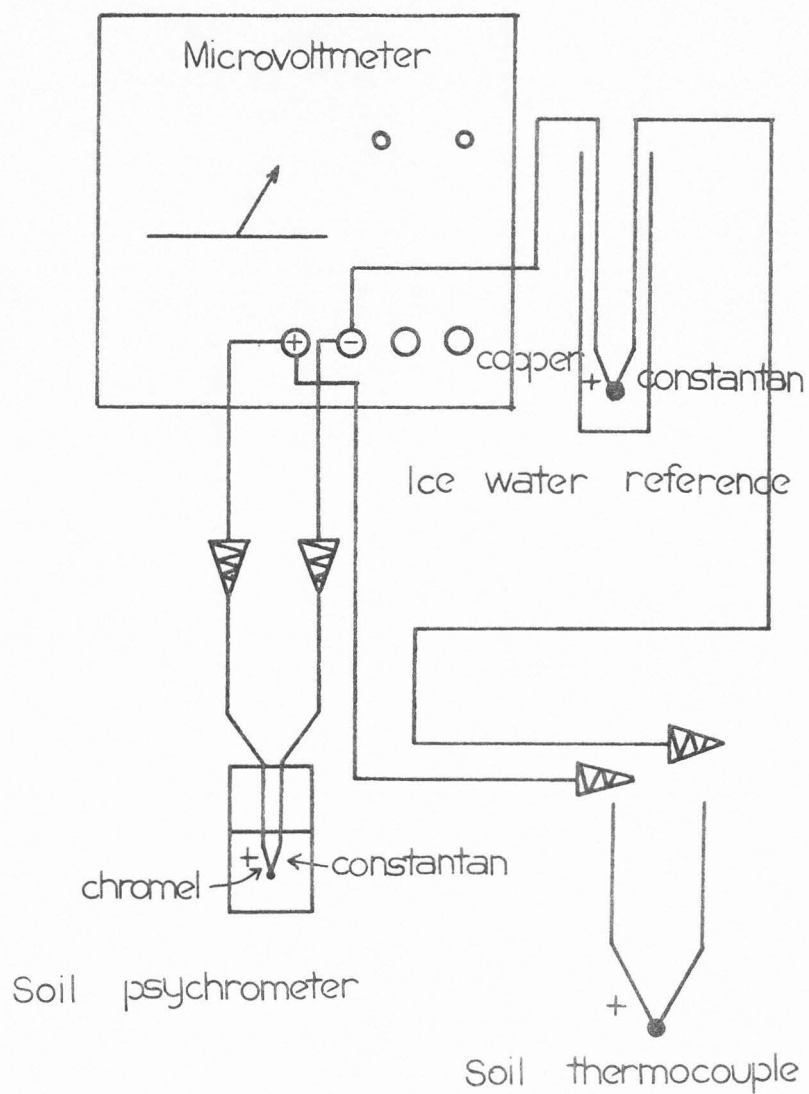 Microvoltmeter
+ -
copper + constantan
Ice water reference
+ constantan
chromel
Soil psychrometer
+
Soil thermocouple